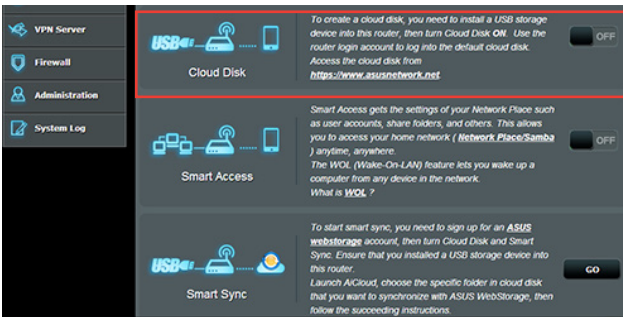 VPN Server
Firewall
Administration
System Log
USB
Cloud Disk
To create a cloud disk, you need to install a USB storage
device into this router, then turn Cloud Disk ON. Use the
router login account to log into the default cloud disk.
Access the cloud disk from
https://www.asusnetwork.net.
OFF
Smart Access
Smart Access gets the settings of your Network Place such
as user accounts, share folders, and others. This allows
you to access your home network ( Network Place/Samba
) anytime, anywhere.
The WOL (Wake-On-LAN) feature lets you wake up a
computer from any device in the network.
What is WOL ?
OFF
USB
Smart Sync
To start smart sync, you need to sign up for an ASUS
webstorage account, then turn Cloud Disk and Smart
Sync. Ensure that you installed a USB storage device into
this router.
Launch AiCloud, choose the specific folder in cloud disk
that you want to synchronize with ASUS WebStorage, then
follow the succeeding instructions.
GO